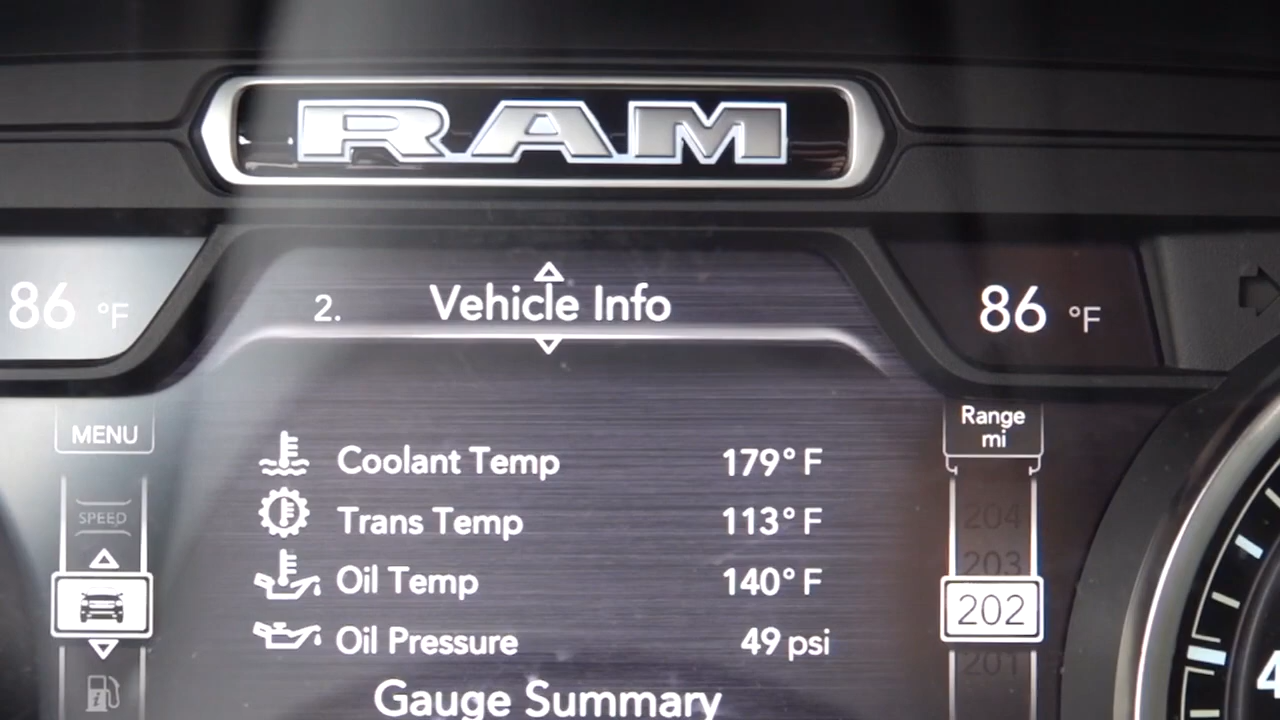 RAM
86 °F
2. Vehicle Info
86 °F
MENU
Range
mi
SPEED
Coolant Temp 179° F
Trans Temp 113° F
Oil Temp 140° F
Oil Pressure 49 psi
204
203
202
201
Gauge Summary
4